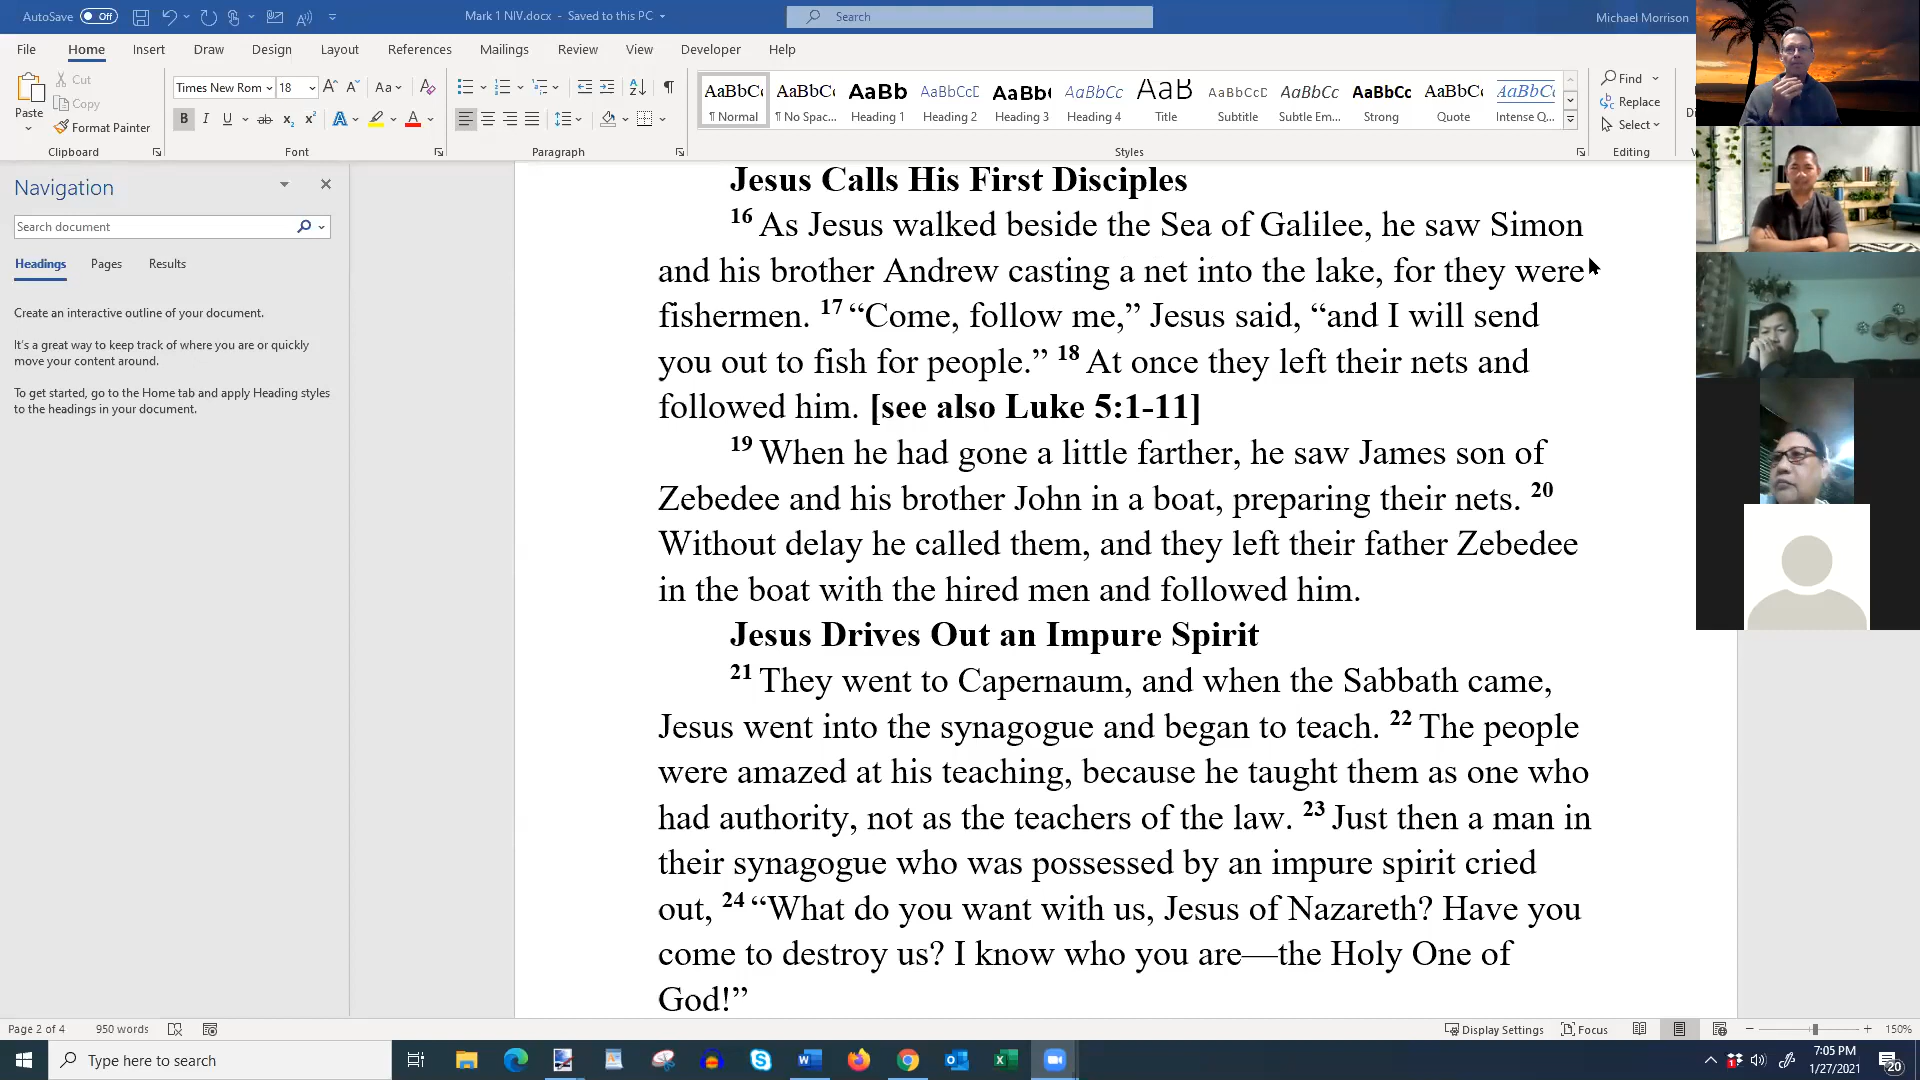 AutoSave Off Mark 1 NIV.docx - Saved to this PC Search Michael Morrison
File Home Insert Draw Design Layout References Mailings Review View Developer Help
Paste Cut Copy Format Painter
Times New Rom 18
AaBbCc AaBbCc AaBb AaBbCcD AaBb( AaBbCc AaB AaBbCcD AaBbCc AaBbCc AaBbCc AaBbCc
¶ Normal ¶ No Spac... Heading 1 Heading 2 Heading 3 Heading 4 Title Subtitle Subtle Em... Strong Quote Intense Q...
Find
Replace
Select
Clipboard Font Paragraph Styles Editing
Navigation
Search document
Headings Pages Results
Create an interactive outline of your document.
It's a great way to keep track of where you are or quickly
move your content around.
To get started, go to the Home tab and apply Heading styles
to the headings in your document.
Jesus Calls His First Disciples
16 As Jesus walked beside the Sea of Galilee, he saw Simon
and his brother Andrew casting a net into the lake, for they were
fishermen. 17 “Come, follow me,” Jesus said, “and I will send
you out to fish for people.” 18 At once they left their nets and
followed him. [see also Luke 5:1-11]
19 When he had gone a little farther, he saw James son of
Zebedee and his brother John in a boat, preparing their nets. 20
Without delay he called them, and they left their father Zebedee
in the boat with the hired men and followed him.
Jesus Drives Out an Impure Spirit
21 They went to Capernaum, and when the Sabbath came,
Jesus went into the synagogue and began to teach. 22 The people
were amazed at his teaching, because he taught them as one who
had authority, not as the teachers of the law. 23 Just then a man in
their synagogue who was possessed by an impure spirit cried
out, 24 “What do you want with us, Jesus of Nazareth? Have you
come to destroy us? I know who you are—the Holy One of
God!”
Page 2 of 4 950 words Display Settings Focus 150%
Type here to search
7:05 PM
1/27/2021
20